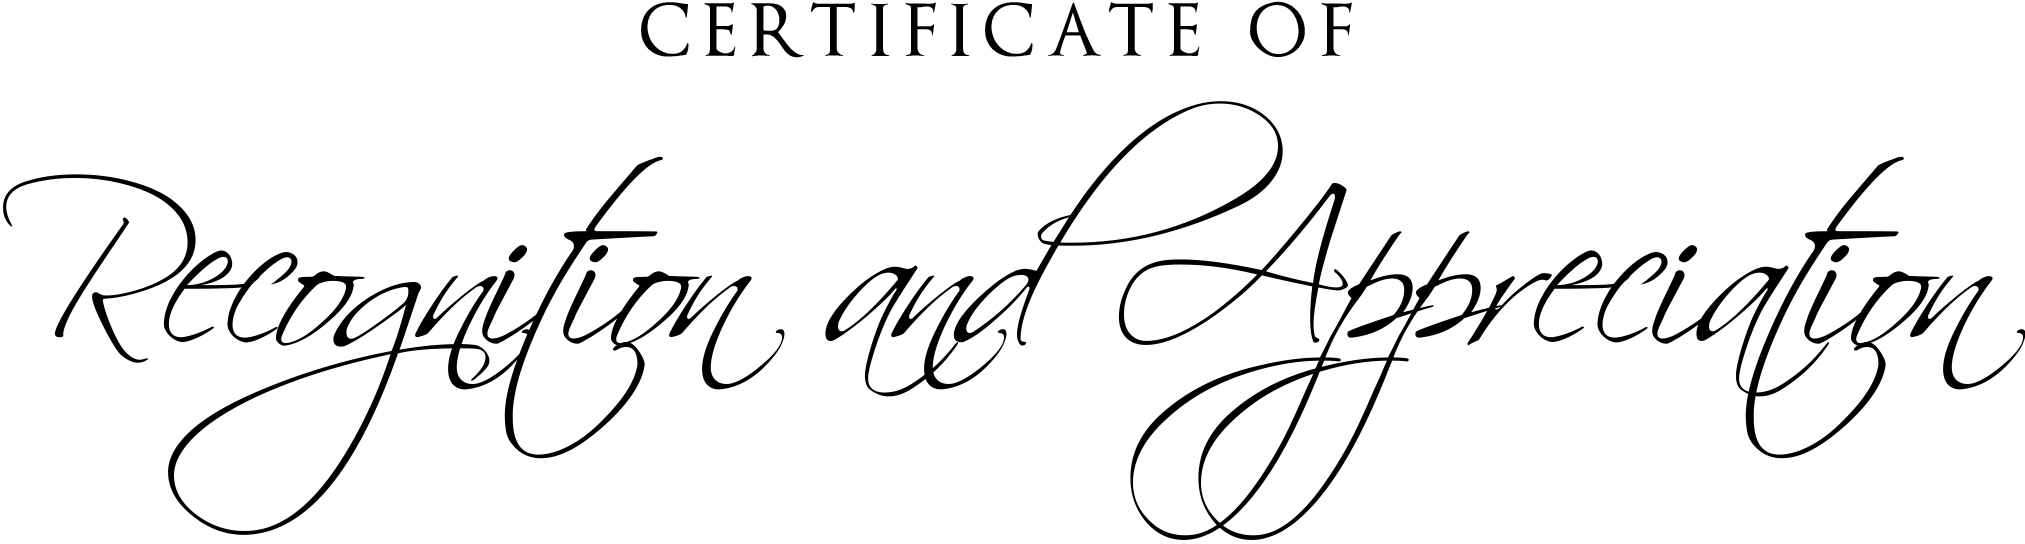 CERTIFICATE OF
Recognition and Appreciation